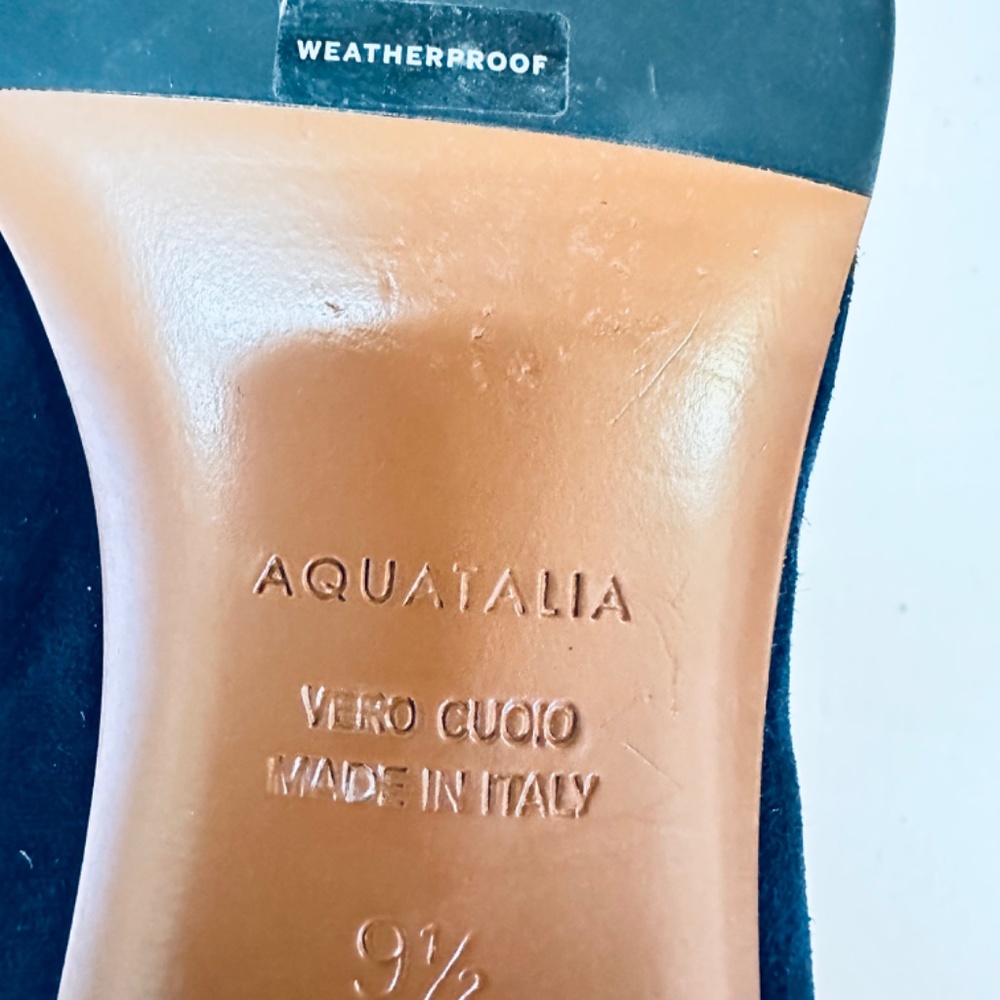 WEATHERPROOF
AQUATALIA
VERO CUOIO
MADE IN ITALY
9½